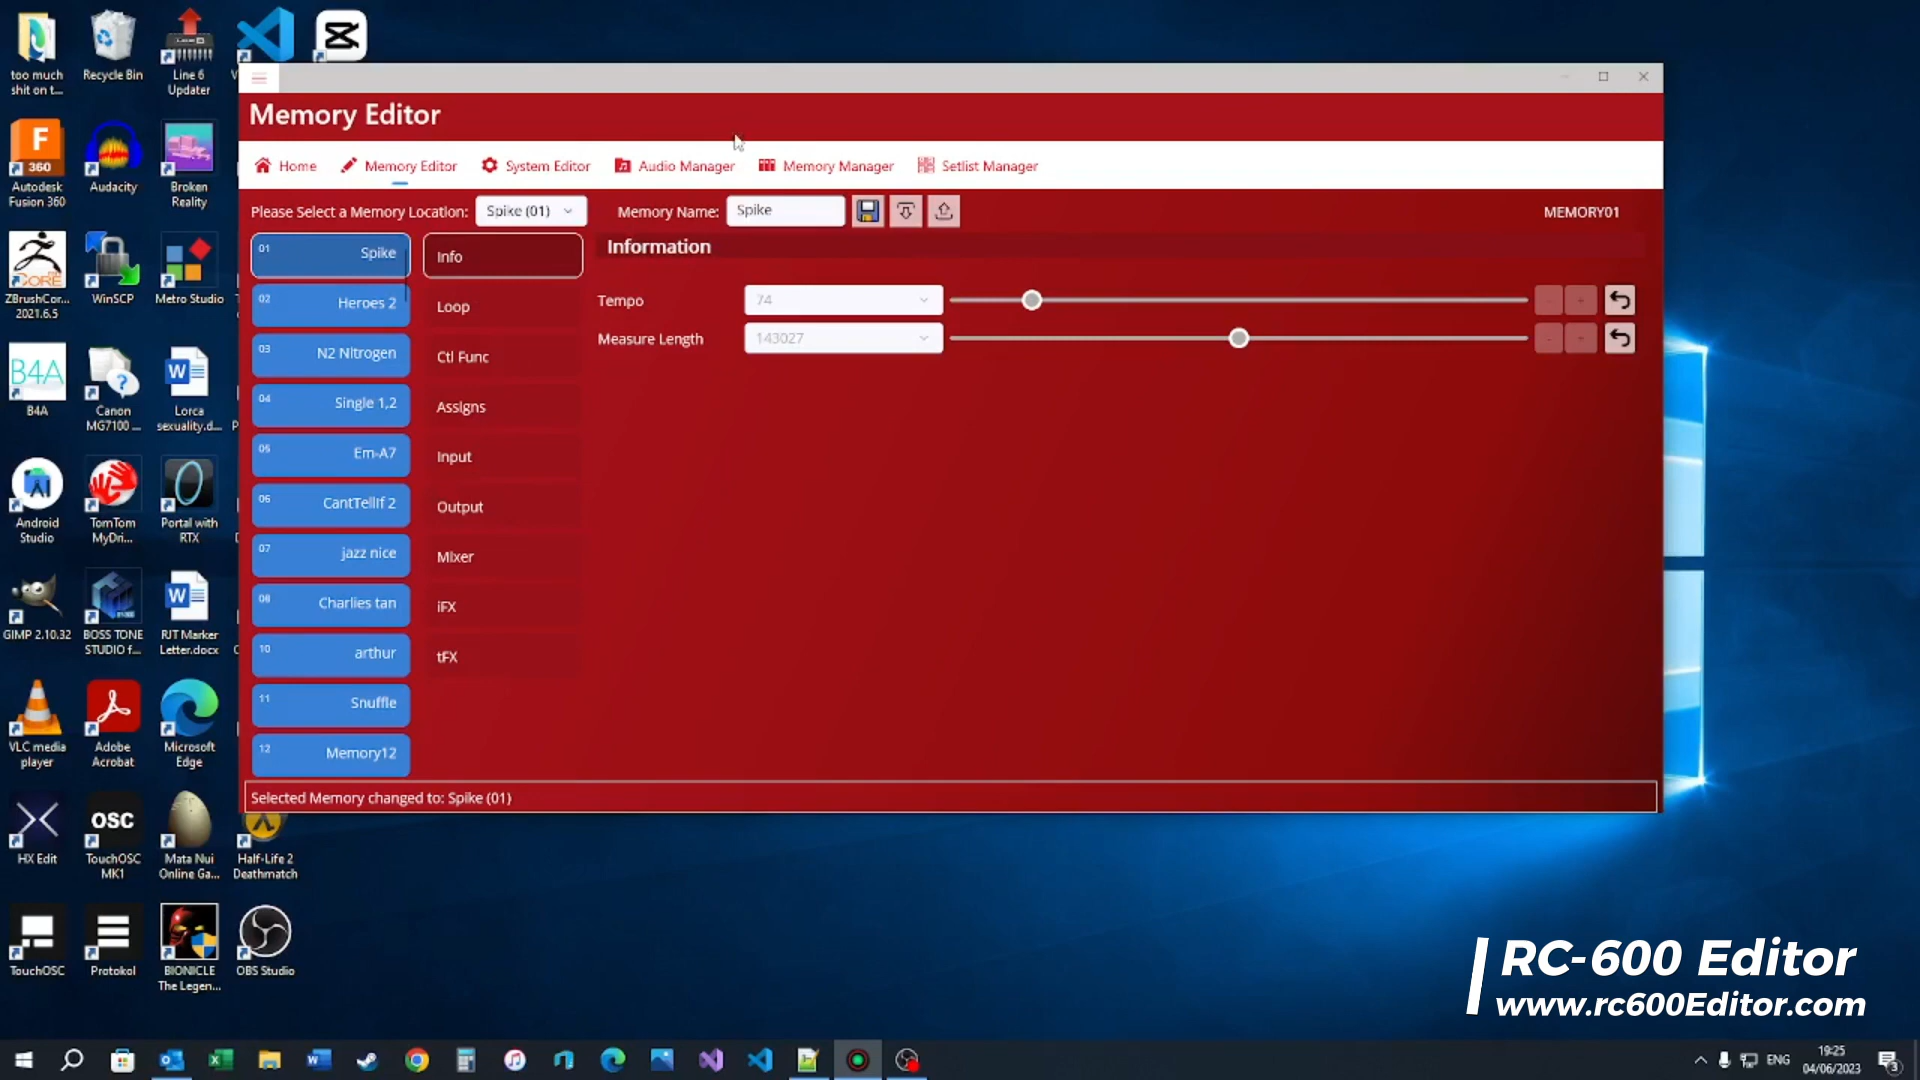 too much
shit on t...
Recycle Bin
Line 6
Updater
Memory Editor
Home
Memory Editor
System Editor
Audio Manager
Memory Manager
Setlist Manager
Please Select a Memory Location:
Spike (01)
Memory Name:
Spike
MEMORY01
01 Spike
02 Heroes 2
03 N2 Nitrogen
04 Single 1,2
05 Em-A7
06 CantTellIf 2
07 jazz nice
08 Charlies tan
10 arthur
11 Snuffle
12 Memory12
Info
Loop
Ctl Func
Assigns
Input
Output
Mixer
iFX
tFX
Information
Tempo
74
- +
Measure Length
143027
- +
Selected Memory changed to: Spike (01)
F
360
Autodesk
Fusion 360
Audacity
Broken
Reality
CORE
ZBrushCor...
2021.6.5
WinSCP
Metro Studio
B4A
B4A
Canon
MG7100 ...
Lorca
sexuality.d...
Android
Studio
TomTom
MyDri...
Portal with
RTX
GIMP 2.10.32
BOSS TONE
STUDIO f...
RJT Marker
Letter.docx
VLC media
player
Adobe
Acrobat
Microsoft
Edge
HX Edit
OSC
TouchOSC
MK1
Mata Nui
Online Ga...
Half-Life 2
Deathmatch
TouchOSC
Protokol
BIONICLE
The Legen...
OBS Studio
RC-600 Editor
www.rc600Editor.com
ENG
19:25
04/06/2023
3